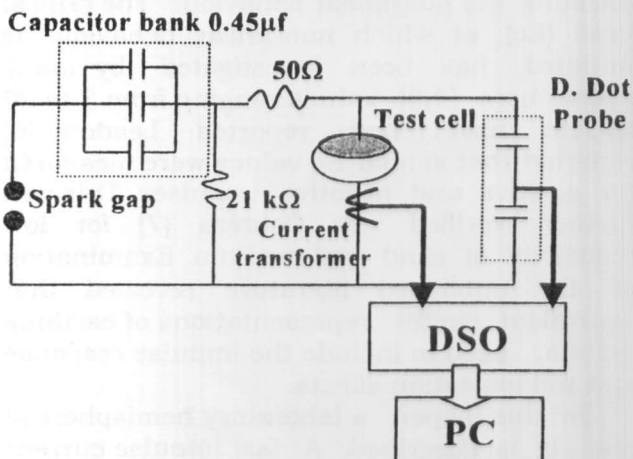 Capacitor bank 0.45µf
50Ω
D. Dot
Probe
Test cell
Spark gap
21 kΩ
Current
transformer
DSO
PC